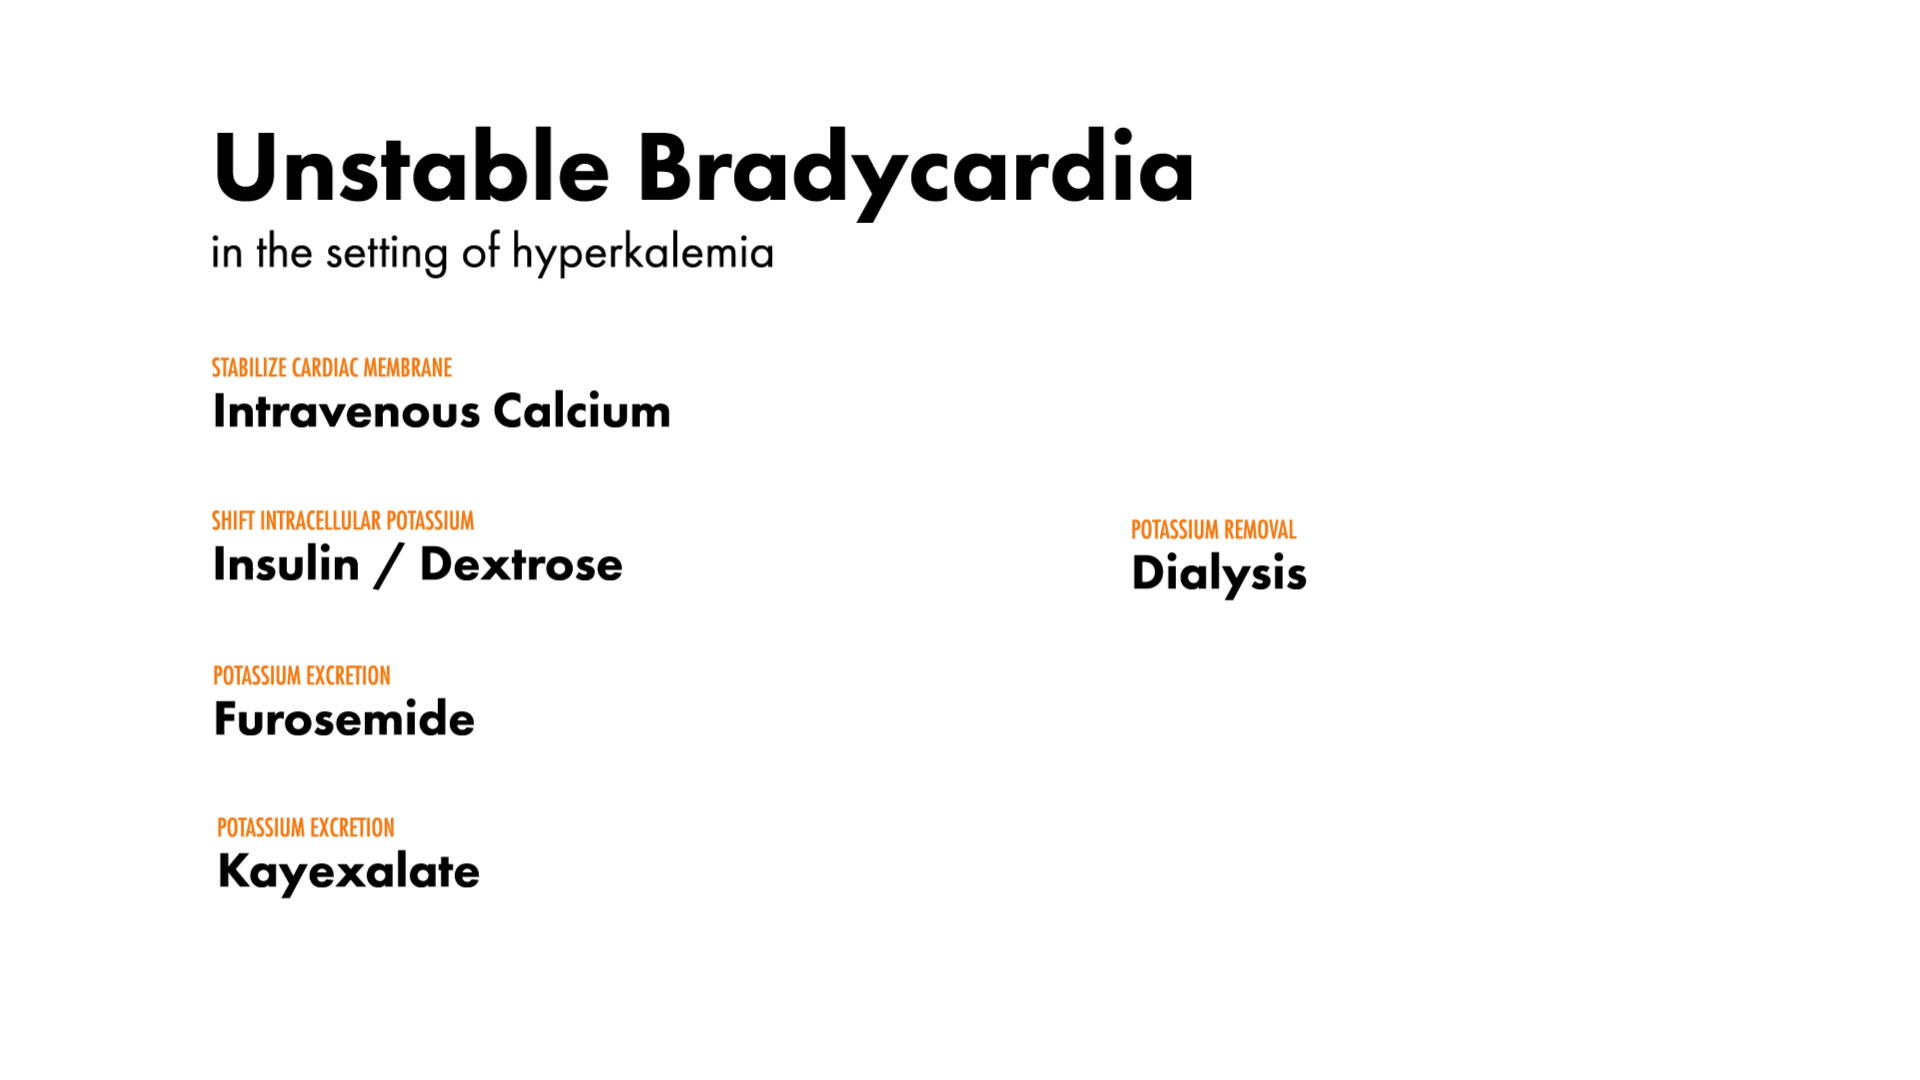 Unstable Bradycardia
in the setting of hyperkalemia
STABILIZE CARDIAC MEMBRANE
Intravenous Calcium
SHIFT INTRACELLULAR POTASSIUM
Insulin / Dextrose
POTASSIUM EXCRETION
Furosemide
POTASSIUM EXCRETION
Kayexalate
POTASSIUM REMOVAL
Dialysis